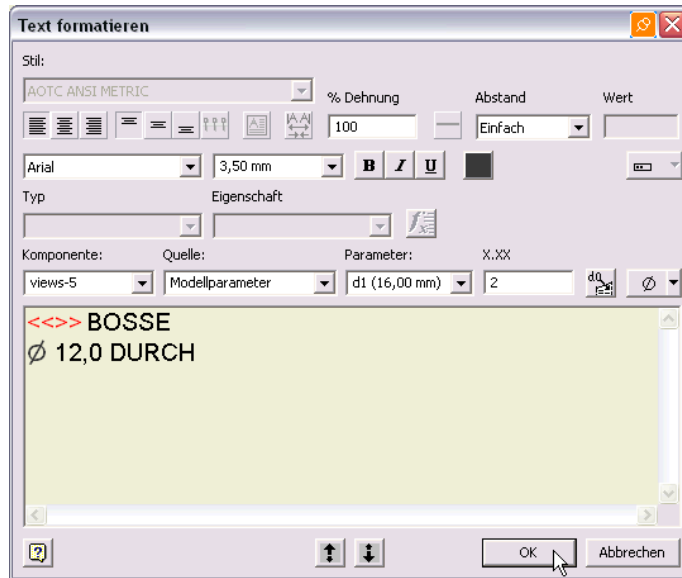 Text formatieren
Stil:
AOTC ANSI METRIC
% Dehnung Abstand Wert
100 Einfach
Arial 3,50 mm B I U
Typ Eigenschaft
Komponente: Quelle: Parameter: X.XX
views-5 Modellparameter d1 (16,00 mm) 2
<<>> BOSSE
Ø 12,0 DURCH
OK Abbrechen